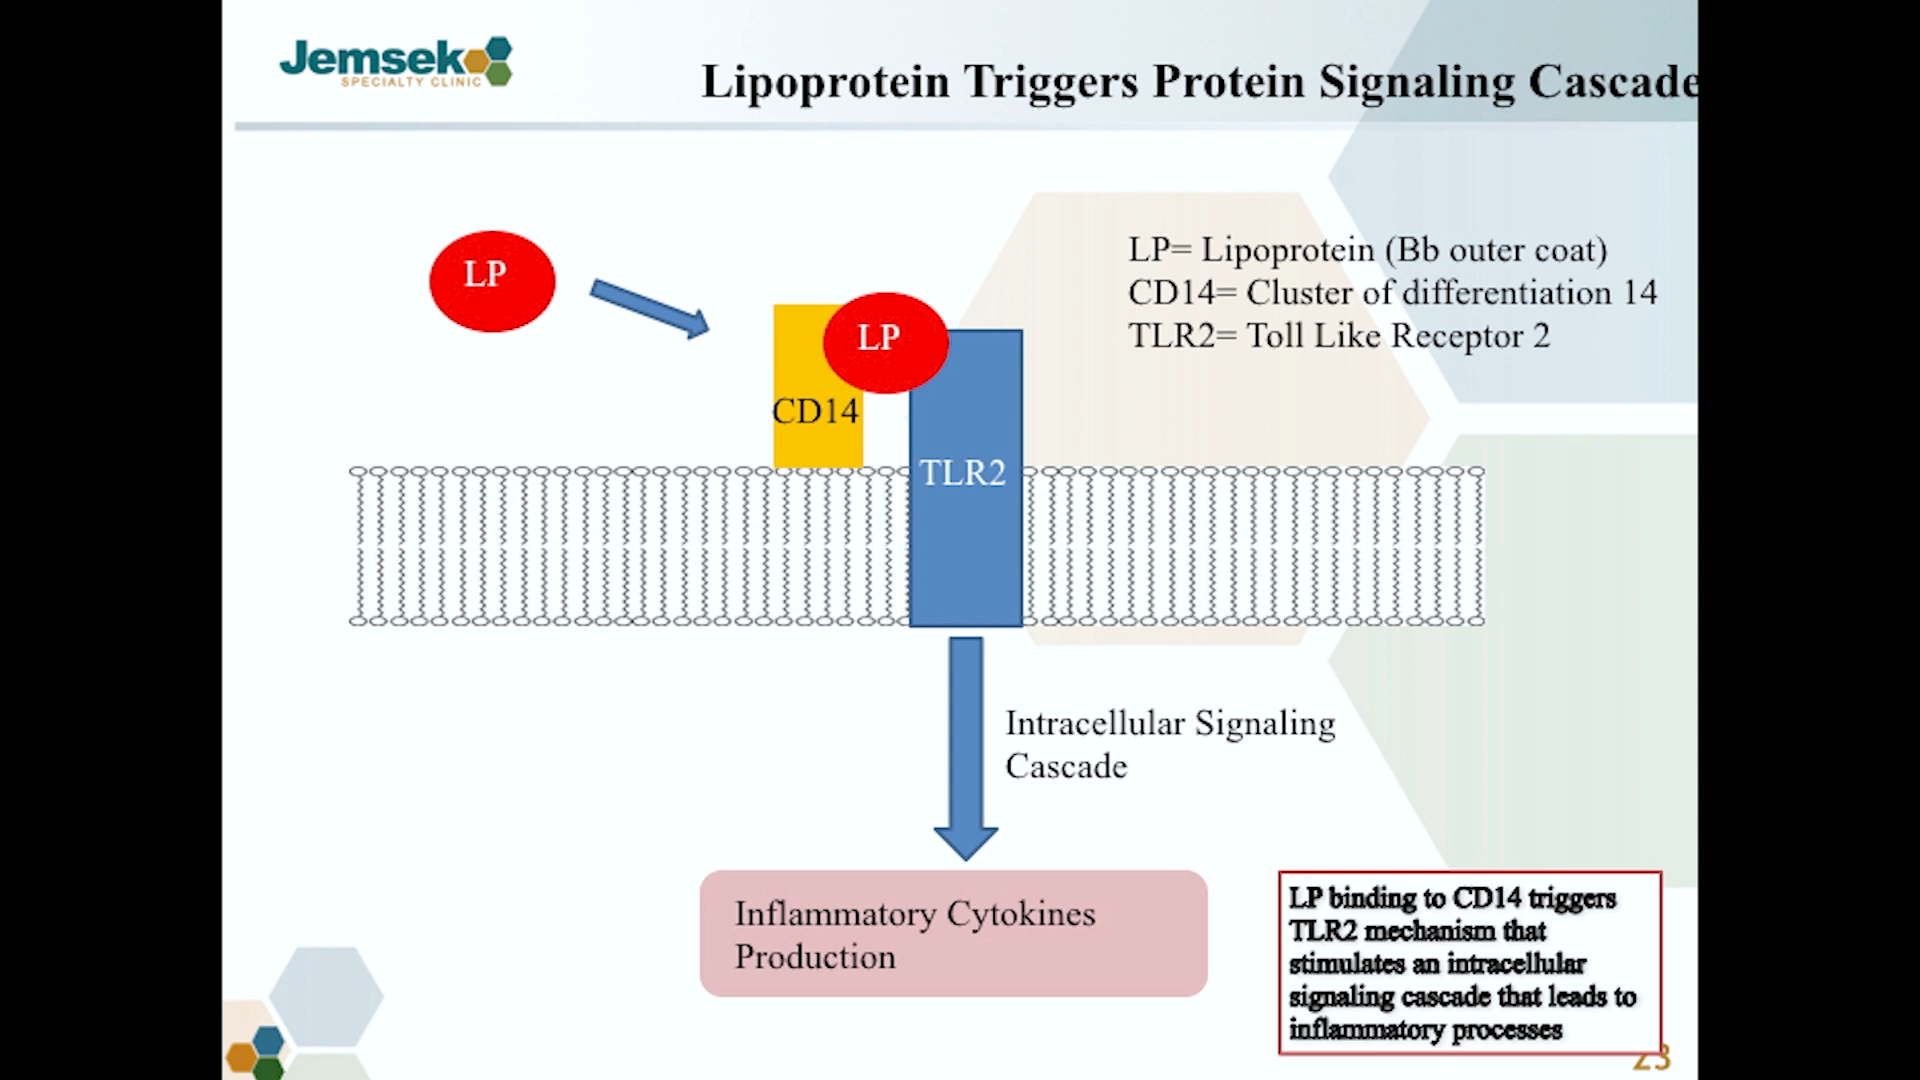 Jemsek
SPECIALTY CLINIC
Lipoprotein Triggers Protein Signaling Cascade
LP
LP= Lipoprotein (Bb outer coat)
CD14= Cluster of differentiation 14
TLR2= Toll Like Receptor 2
LP
CD14
TLR2
Intracellular Signaling
Cascade
Inflammatory Cytokines
Production
LP binding to CD14 triggers
TLR2 mechanism that
stimulates an intracellular
signaling cascade that leads to
inflammatory processes
23